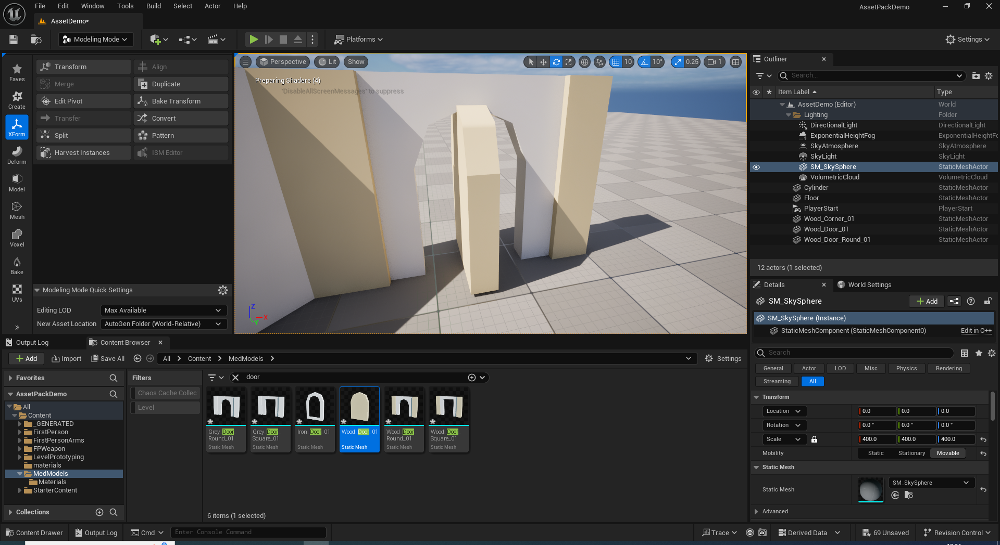 File Edit Window Tools Build Select Actor Help
AssetPackDemo
AssetDemo*
Modeling Mode
Platforms
Settings
Faves
Create
XForm
Deform
Model
Mesh
Voxel
Bake
UVs
Transform
Align
Merge
Duplicate
Edit Pivot
Bake Transform
Transfer
Convert
Split
Pattern
Harvest Instances
ISM Editor
Modeling Mode Quick Settings
Editing LOD
Max Available
New Asset Location
AutoGen Folder (World-Relative)
Perspective
Lit
Show
10
10°
0.25
1
Preparing Shaders (4)
'DisableAllScreenMessages' to suppress
Z
X
Y
Outliner
Search...
Item Label
Type
AssetDemo (Editor) World
Lighting Folder
DirectionalLight DirectionalLight
ExponentialHeightFog ExponentialHeightFo
SkyAtmosphere SkyAtmosphere
SkyLight SkyLight
SM_SkySphere StaticMeshActor
VolumetricCloud VolumetricCloud
Cylinder StaticMeshActor
Floor StaticMeshActor
PlayerStart PlayerStart
Wood_Corner_01 StaticMeshActor
Wood_Door_01 StaticMeshActor
Wood_Door_Round_01 StaticMeshActor
12 actors (1 selected)
Details
World Settings
SM_SkySphere
Add
SM_SkySphere (Instance)
StaticMeshComponent (StaticMeshComponent0)
Edit in C++
Search
General Actor LOD Misc Physics Rendering
Streaming All
Transform
Location 0.0 0.0 0.0
Rotation 0.0 ° 0.0 ° 0.0 °
Scale 400.0 400.0 400.0
Mobility Static Stationary Movable
Static Mesh
Static Mesh
SM_SkySphere
Advanced
Output Log
Content Browser
Add
Import
Save All
All
Content
MedModels
Settings
Favorites
AssetPackDemo
All
Content
_GENERATED
FirstPerson
FirstPersonArms
FPWeapon
LevelPrototyping
materials
MedModels
Materials
StarterContent
Collections
Filters
Chaos Cache Collec
Level
door
Grey_Door_
Round_01
Static Mesh
Grey_Door_
Square_01
Static Mesh
Iron_Door_01
Static Mesh
Wood_Door_01
Static Mesh
Wood_Door_
Round_01
Static Mesh
Wood_Door_
Square_01
Static Mesh
6 items (1 selected)
Content Drawer
Output Log
Cmd
Enter Console Command
Trace
Derived Data
69 Unsaved
Revision Control